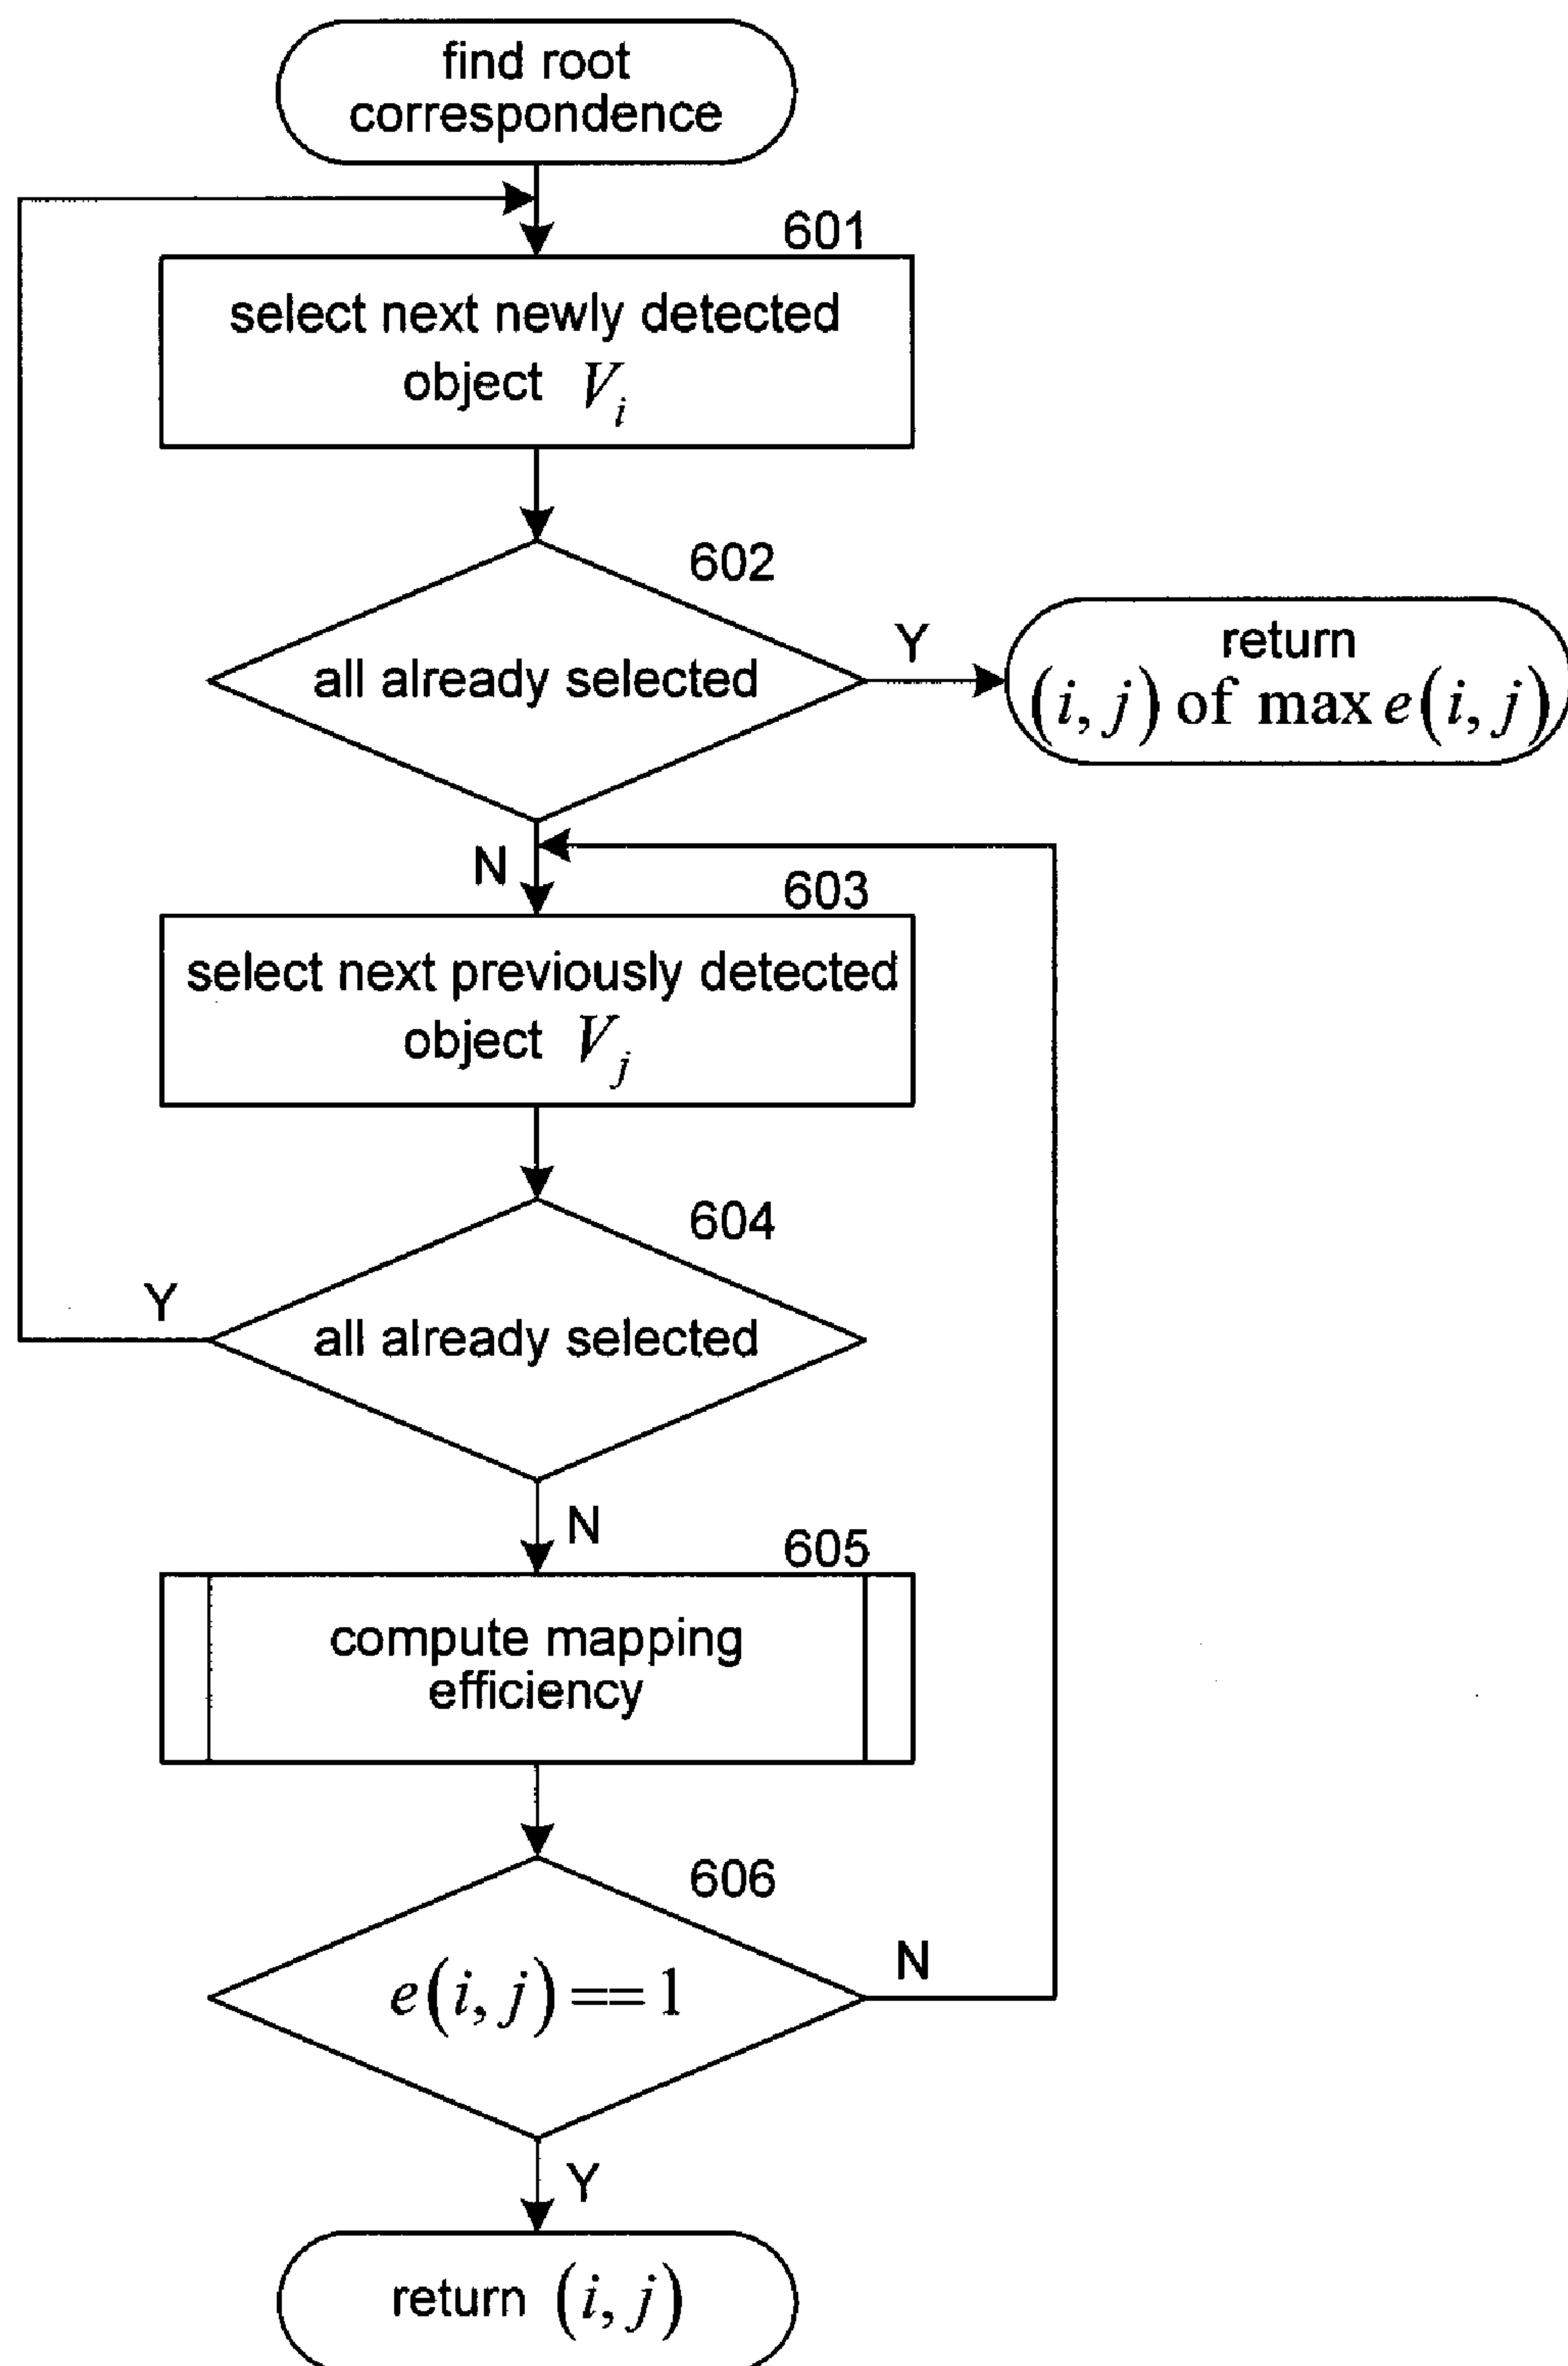 find root
correspondence
601
select next newly detected
object V_i
602
all already selected
Y
return
(i, j) of max e(i, j)
N
603
select next previously detected
object V_j
604
all already selected
Y
N
605
compute mapping
efficiency
606
e(i, j) == 1
N
Y
return (i, j)